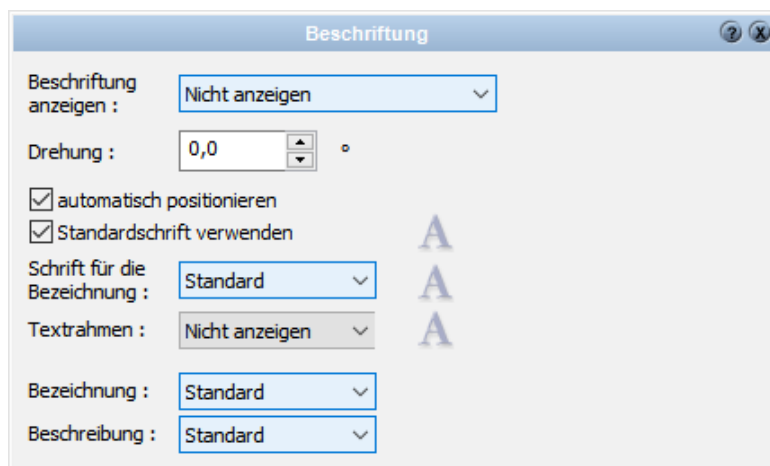 Beschriftung
Beschriftung
anzeigen :
Nicht anzeigen
Drehung :
0,0
°
automatisch positionieren
Standardschrift verwenden
A
Schrift für die
Bezeichnung :
Standard
A
Textrahmen :
Nicht anzeigen
A
Bezeichnung :
Standard
Beschreibung :
Standard